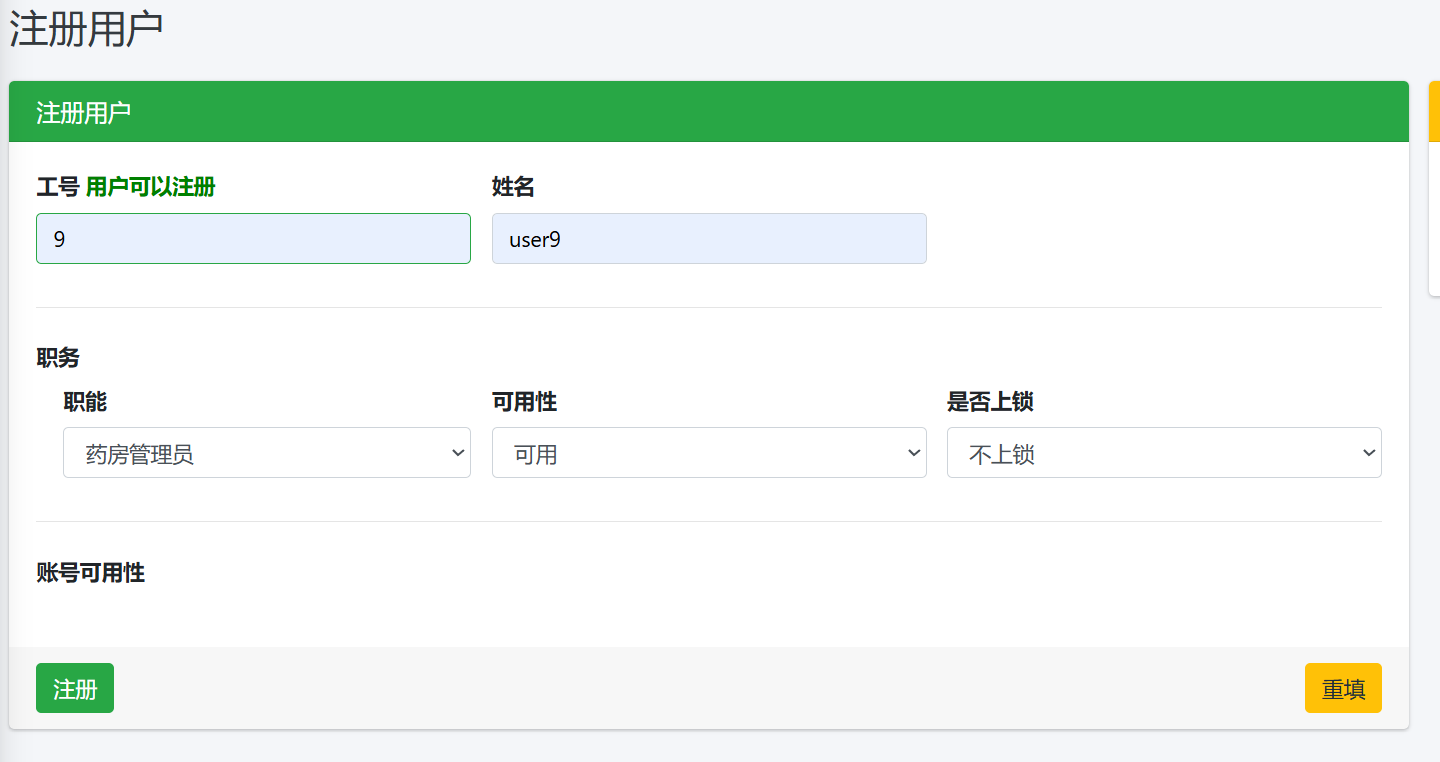 注册用户
注册用户
工号 用户可以注册
姓名
9
user9
职务
职能
可用性
是否上锁
药房管理员
可用
不上锁
账号可用性
注册
重填